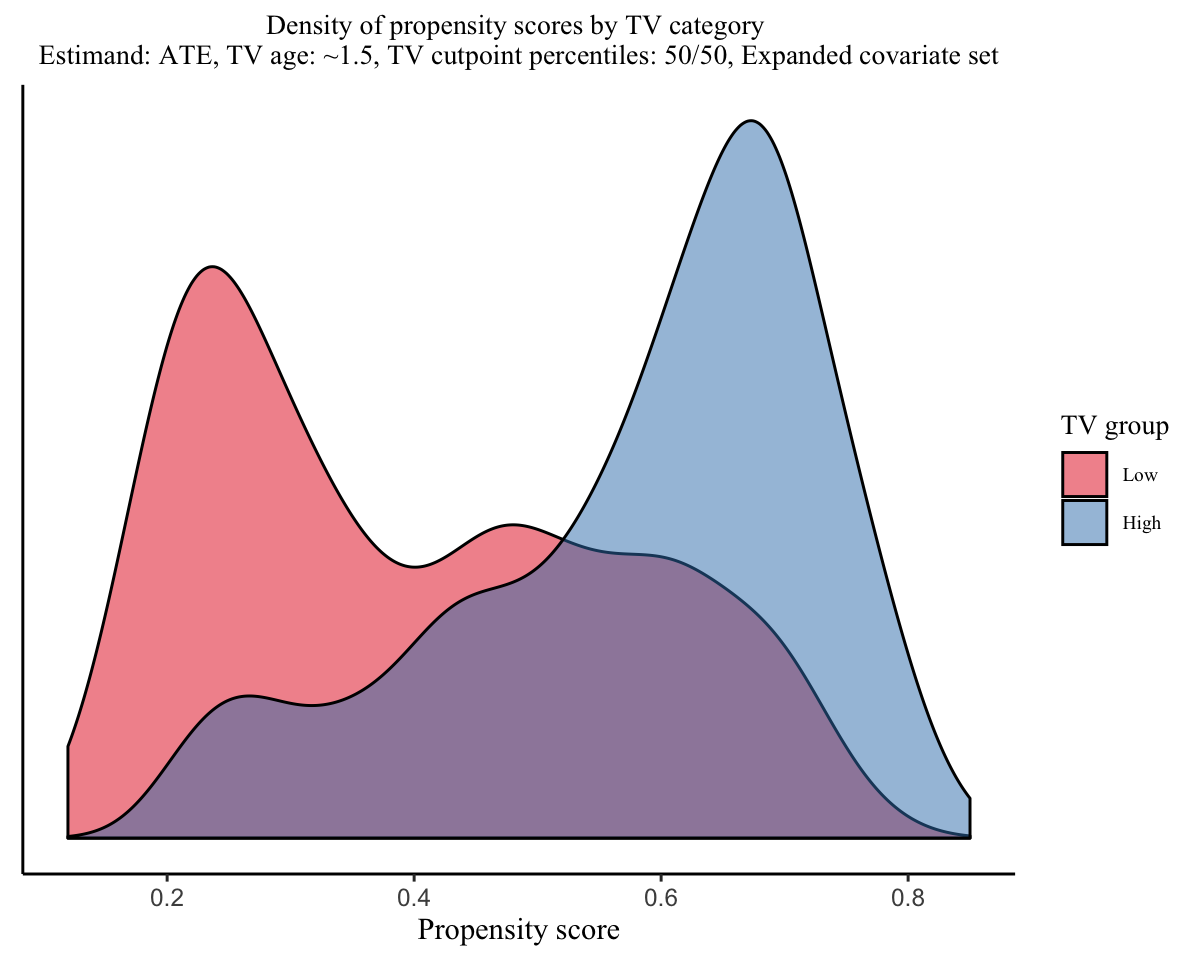 Density of propensity scores by TV category
Estimand: ATE, TV age: ~1.5, TV cutpoint percentiles: 50/50, Expanded covariate set
TV group
Low
High
0.2 0.4 0.6 0.8
Propensity score